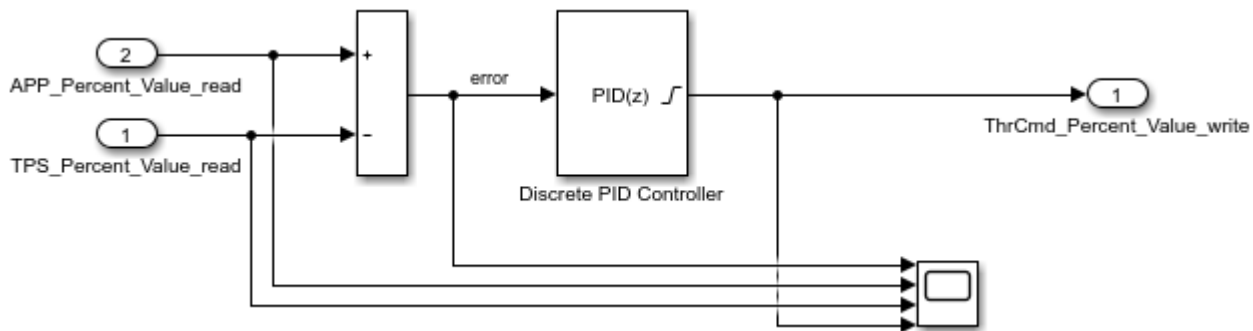 2
APP_Percent_Value_read
1
TPS_Percent_Value_read
+
−
error
PID(z)
Discrete PID Controller
1
ThrCmd_Percent_Value_write